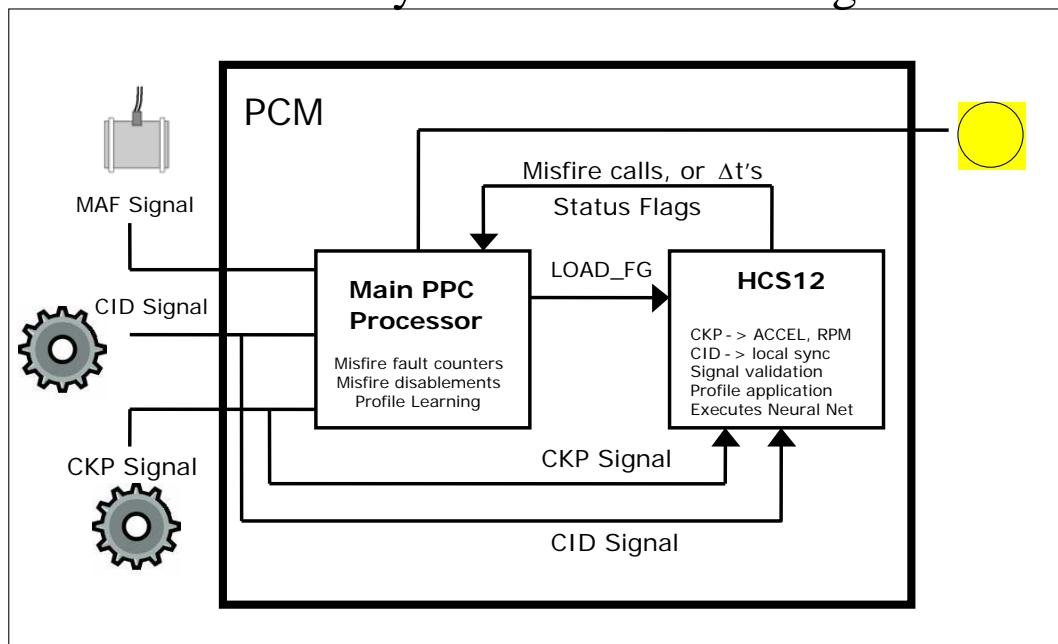 PCM
MAF Signal
CID Signal
CKP Signal
Misfire calls, or Δt's
Status Flags
LOAD_FG
Main PPC
Processor
Misfire fault counters
Misfire disablements
Profile Learning
HCS12
CKP - > ACCEL, RPM
CID - > local sync
Signal validation
Profile application
Executes Neural Net
CKP Signal
CID Signal